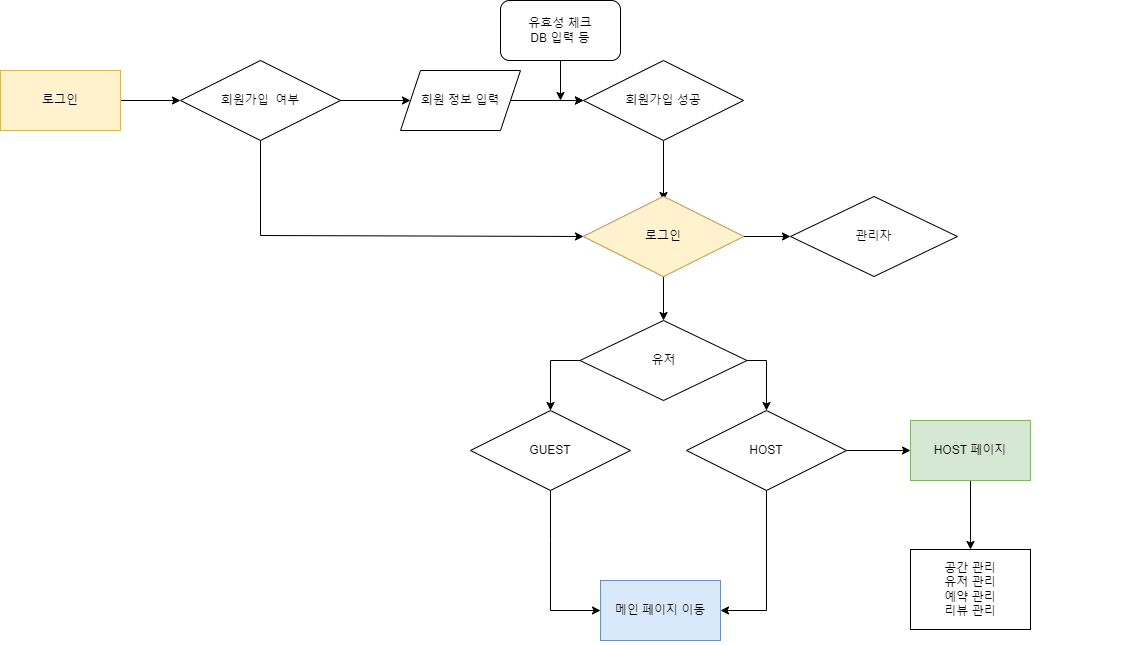 유효성 체크
DB 입력 등
로그인
회원가입 여부
회원 정보 입력
회원가입 성공
로그인
관리자
유저
GUEST
HOST
HOST 페이지
메인 페이지 이동
공간 관리
유저 관리
예약 관리
리뷰 관리